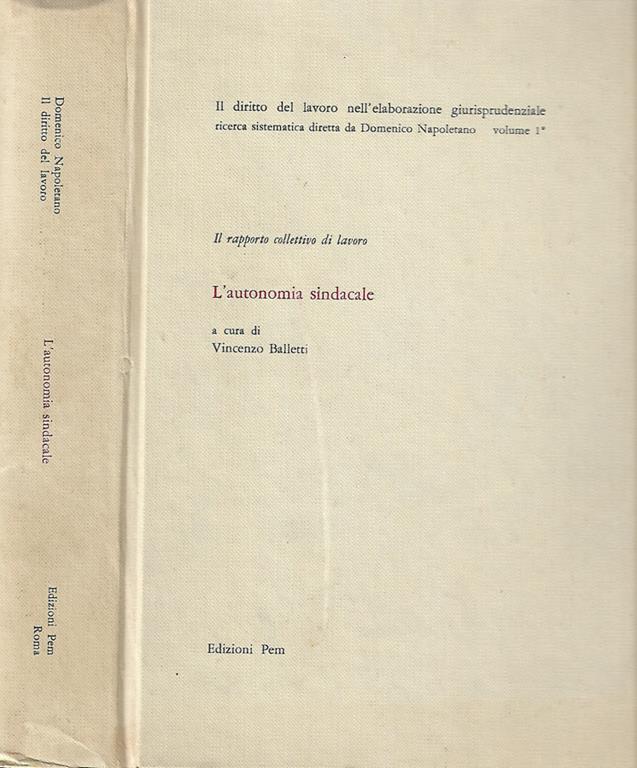 Domenico Napoletano
Il diritto del lavoro
L'autonomia sindacale
Edizioni Pem
Roma
Il diritto del lavoro nell'elaborazione giurisprudenziale
ricerca sistematica diretta da Domenico Napoletano volume 1°
Il rapporto collettivo di lavoro
L'autonomia sindacale
a cura di
Vincenzo Balletti
Edizioni Pem